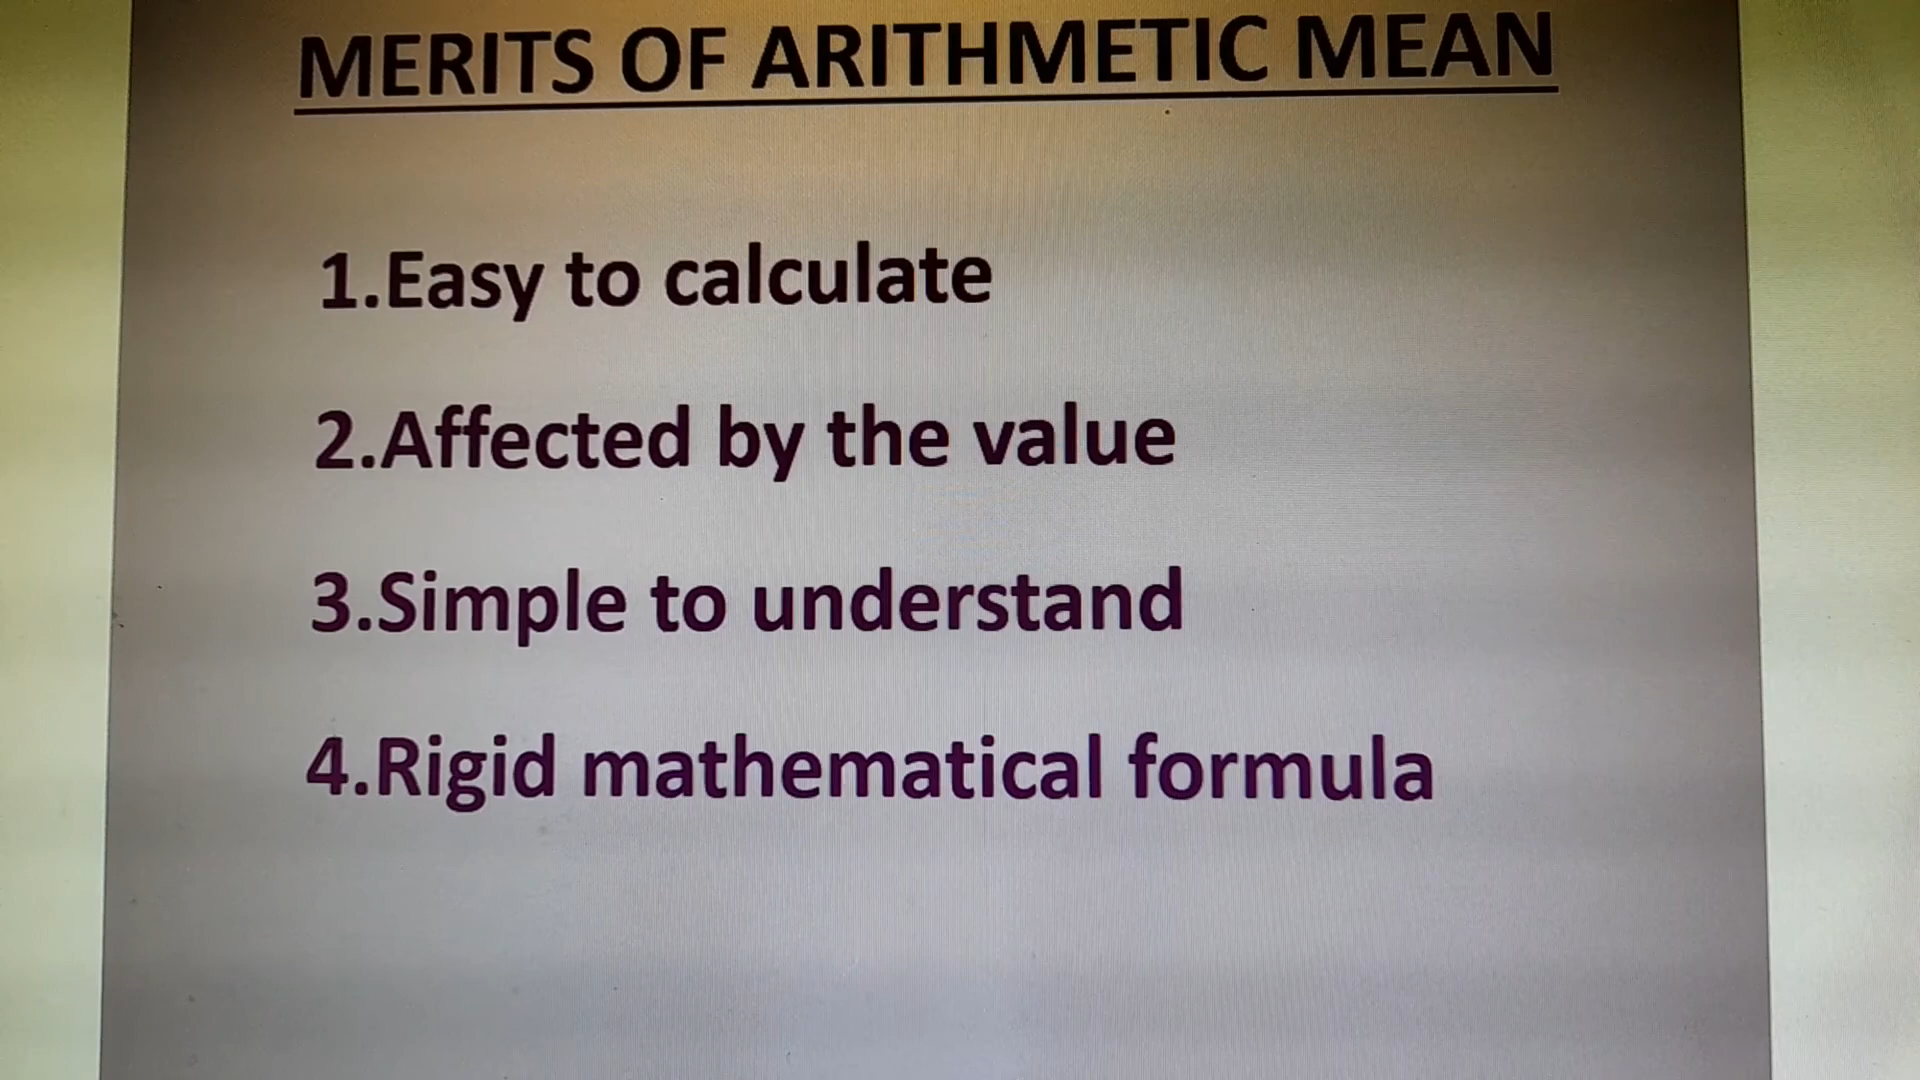 MERITS OF ARITHMETIC MEAN
1.Easy to calculate
2.Affected by the value
3.Simple to understand
4.Rigid mathematical formula